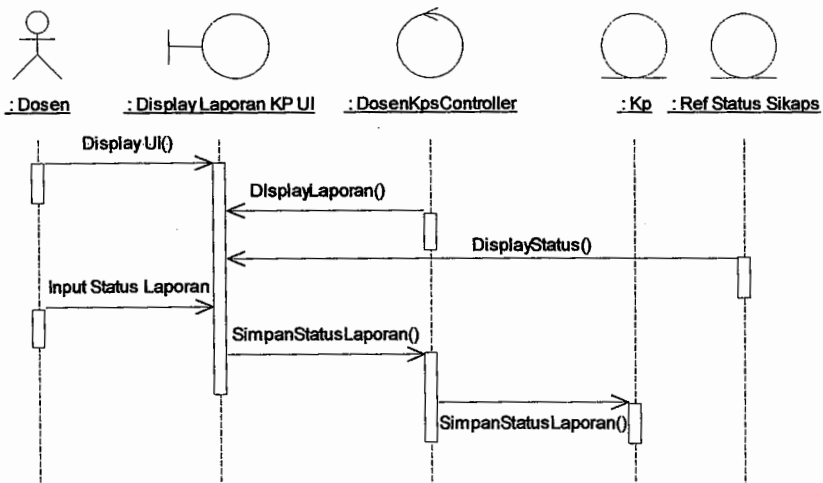 : Dosen
: Display Laporan KP UI
: DosenKpsController
: Kp
: Ref Status Sikaps
Display UI()
DIsplayLaporan()
DisplayStatus()
Input Status Laporan
SimpanStatusLaporan()
SimpanStatusLaporan()